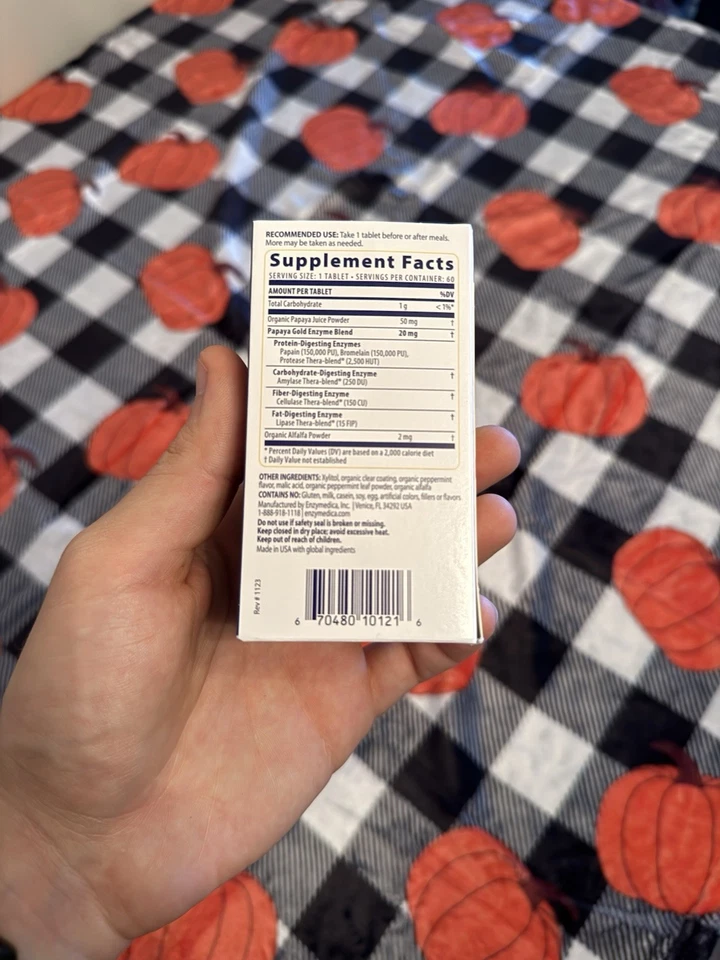 RECOMMENDED USE: Take 1 tablet before or after meals.
More may be taken as needed.
Supplement Facts
SERVING SIZE: 1 TABLET • SERVINGS PER CONTAINER: 60
AMOUNT PER TABLET %DV
Total Carbohydrate 1 g < 1%*
Organic Papaya Juice Powder 50 mg †
Papaya Gold Enzyme Blend 20 mg †
Protein-Digesting Enzymes
Papain (150,000 PU), Bromelain (150,000 PU),
Protease Thera-blend® (2,500 HUT)
Carbohydrate-Digesting Enzyme †
Amylase Thera-blend® (250 DU)
Fiber-Digesting Enzyme †
Cellulase Thera-blend® (150 CU)
Fat-Digesting Enzyme †
Lipase Thera-blend® (15 FIP)
Organic Alfalfa Powder 2 mg †
* Percent Daily Values (DV) are based on a 2,000 calorie diet
† Daily Value not established
OTHER INGREDIENTS: Xylitol, organic clear coating, organic peppermint
flavor, malic acid, organic peppermint leaf powder, organic alfalfa
CONTAINS NO: Gluten, milk, casein, soy, egg, artificial colors, fillers or flavors
Manufactured by Enzymedica, Inc. | Venice, FL 34292 USA
1-888-918-1118 | enzymedica.com
Do not use if safety seal is broken or missing.
Keep closed in dry place; avoid excessive heat.
Keep out of reach of children.
Made in USA with global ingredients
Rev # 1123
6 70480 10121 6